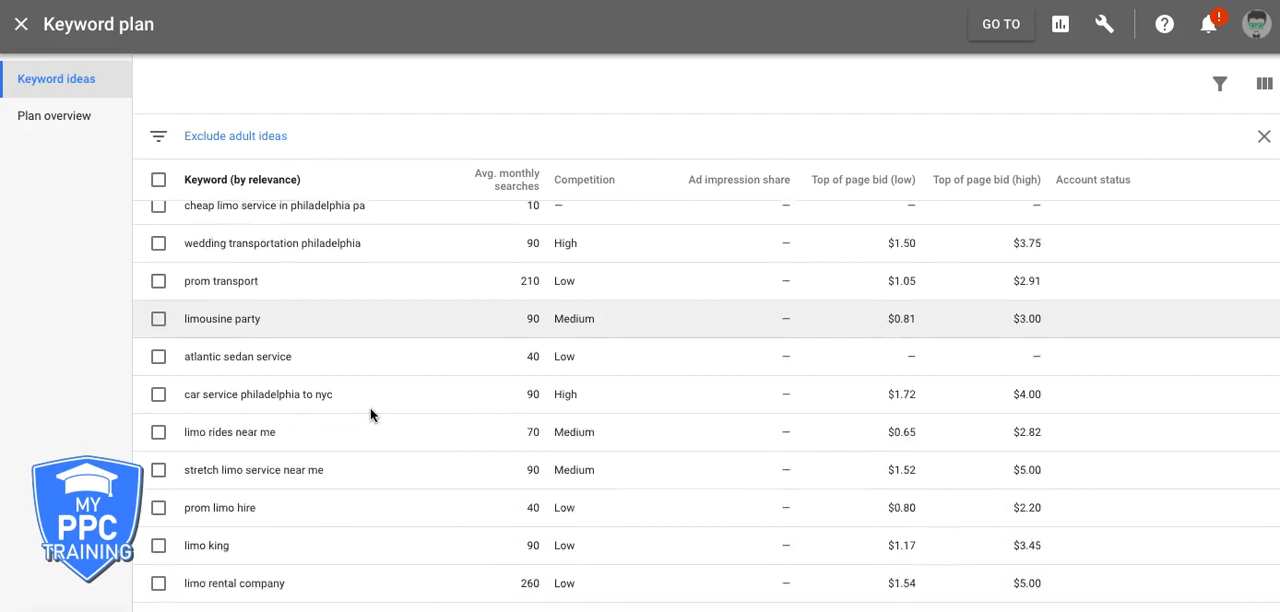 Keyword plan
GO TO
!
Keyword ideas
Plan overview
Exclude adult ideas
Keyword (by relevance) Avg. monthly searches Competition Ad impression share Top of page bid (low) Top of page bid (high) Account status
cheap limo service in philadelphia pa 10 – – – –
wedding transportation philadelphia 90 High – $1.50 $3.75
prom transport 210 Low – $1.05 $2.91
limousine party 90 Medium – $0.81 $3.00
atlantic sedan service 40 Low – – –
car service philadelphia to nyc 90 High – $1.72 $4.00
limo rides near me 70 Medium – $0.65 $2.82
stretch limo service near me 90 Medium – $1.52 $5.00
prom limo hire 40 Low – $0.80 $2.20
limo king 90 Low – $1.17 $3.45
limo rental company 260 Low – $1.54 $5.00
MY
PPC
TRAINING